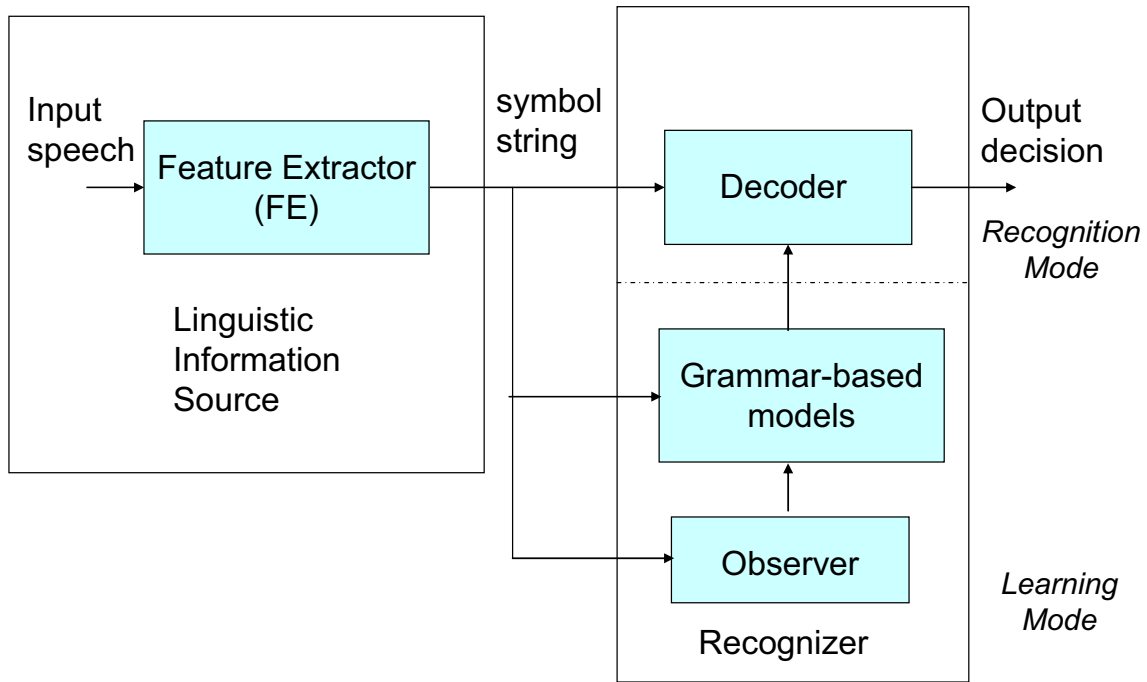 Input
speech
Feature Extractor
(FE)
Linguistic
Information
Source
symbol
string
Decoder
Output
decision
Recognition
Mode
Grammar-based
models
Observer
Recognizer
Learning
Mode